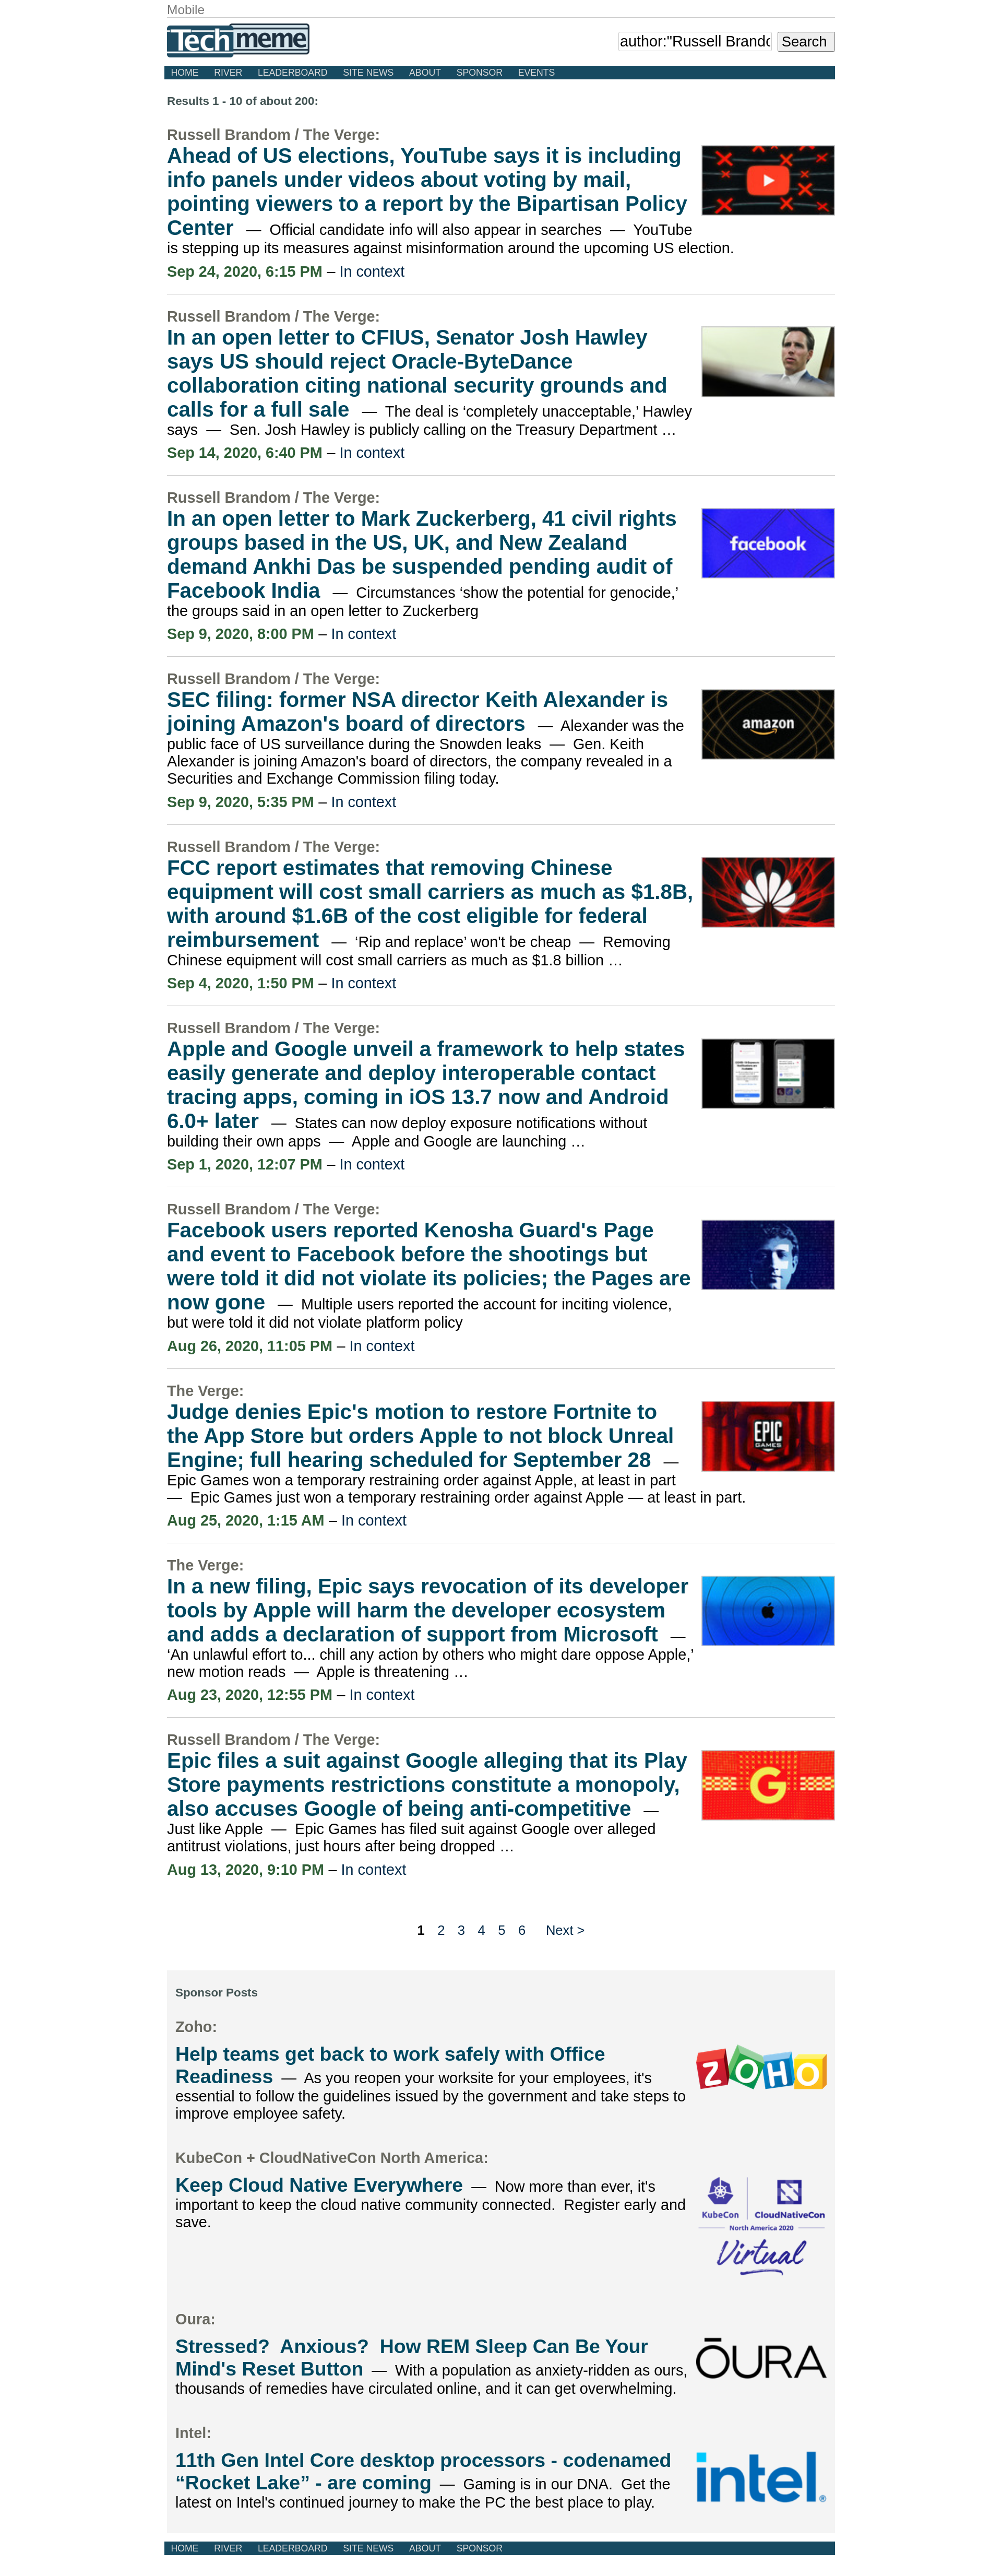 Mobile
Techmeme
author:"Russell Brando
Search
HOME RIVER LEADERBOARD SITE NEWS ABOUT SPONSOR EVENTS
Results 1 - 10 of about 200:
Russell Brandom / The Verge:
Ahead of US elections, YouTube says it is including
info panels under videos about voting by mail,
pointing viewers to a report by the Bipartisan Policy
Center — Official candidate info will also appear in searches — YouTube
is stepping up its measures against misinformation around the upcoming US election.
Sep 24, 2020, 6:15 PM – In context
Russell Brandom / The Verge:
In an open letter to CFIUS, Senator Josh Hawley
says US should reject Oracle-ByteDance
collaboration citing national security grounds and
calls for a full sale — The deal is ‘completely unacceptable,’ Hawley
says — Sen. Josh Hawley is publicly calling on the Treasury Department …
Sep 14, 2020, 6:40 PM – In context
Russell Brandom / The Verge:
In an open letter to Mark Zuckerberg, 41 civil rights
groups based in the US, UK, and New Zealand
demand Ankhi Das be suspended pending audit of
Facebook India — Circumstances ‘show the potential for genocide,’
the groups said in an open letter to Zuckerberg
facebook
Sep 9, 2020, 8:00 PM – In context
Russell Brandom / The Verge:
SEC filing: former NSA director Keith Alexander is
joining Amazon's board of directors — Alexander was the
public face of US surveillance during the Snowden leaks — Gen. Keith
Alexander is joining Amazon's board of directors, the company revealed in a
Securities and Exchange Commission filing today.
amazon
Sep 9, 2020, 5:35 PM – In context
Russell Brandom / The Verge:
FCC report estimates that removing Chinese
equipment will cost small carriers as much as $1.8B,
with around $1.6B of the cost eligible for federal
reimbursement — ‘Rip and replace’ won't be cheap — Removing
Chinese equipment will cost small carriers as much as $1.8 billion …
Sep 4, 2020, 1:50 PM – In context
Russell Brandom / The Verge:
Apple and Google unveil a framework to help states
easily generate and deploy interoperable contact
tracing apps, coming in iOS 13.7 now and Android
6.0+ later — States can now deploy exposure notifications without
building their own apps — Apple and Google are launching …
Sep 1, 2020, 12:07 PM – In context
Russell Brandom / The Verge:
Facebook users reported Kenosha Guard's Page
and event to Facebook before the shootings but
were told it did not violate its policies; the Pages are
now gone — Multiple users reported the account for inciting violence,
but were told it did not violate platform policy
Aug 26, 2020, 11:05 PM – In context
The Verge:
Judge denies Epic's motion to restore Fortnite to
the App Store but orders Apple to not block Unreal
Engine; full hearing scheduled for September 28 —
Epic Games won a temporary restraining order against Apple, at least in part
— Epic Games just won a temporary restraining order against Apple — at least in part.
EPIC
GAMES
Aug 25, 2020, 1:15 AM – In context
The Verge:
In a new filing, Epic says revocation of its developer
tools by Apple will harm the developer ecosystem
and adds a declaration of support from Microsoft —
‘An unlawful effort to... chill any action by others who might dare oppose Apple,’
new motion reads — Apple is threatening …
Aug 23, 2020, 12:55 PM – In context
Russell Brandom / The Verge:
Epic files a suit against Google alleging that its Play
Store payments restrictions constitute a monopoly,
also accuses Google of being anti-competitive —
Just like Apple — Epic Games has filed suit against Google over alleged
antitrust violations, just hours after being dropped …
G
Aug 13, 2020, 9:10 PM – In context
1 2 3 4 5 6 Next >
Sponsor Posts
Zoho:
Help teams get back to work safely with Office
Readiness — As you reopen your worksite for your employees, it's
essential to follow the guidelines issued by the government and take steps to
improve employee safety.
ZOHO
KubeCon + CloudNativeCon North America:
Keep Cloud Native Everywhere — Now more than ever, it's
important to keep the cloud native community connected. Register early and
save.
KubeCon CloudNativeCon
North America 2020
Virtual
Oura:
Stressed? Anxious? How REM Sleep Can Be Your
Mind's Reset Button — With a population as anxiety-ridden as ours,
thousands of remedies have circulated online, and it can get overwhelming.
ŌURA
Intel:
11th Gen Intel Core desktop processors - codenamed
“Rocket Lake” - are coming — Gaming is in our DNA. Get the
latest on Intel's continued journey to make the PC the best place to play.
intel®
HOME RIVER LEADERBOARD SITE NEWS ABOUT SPONSOR